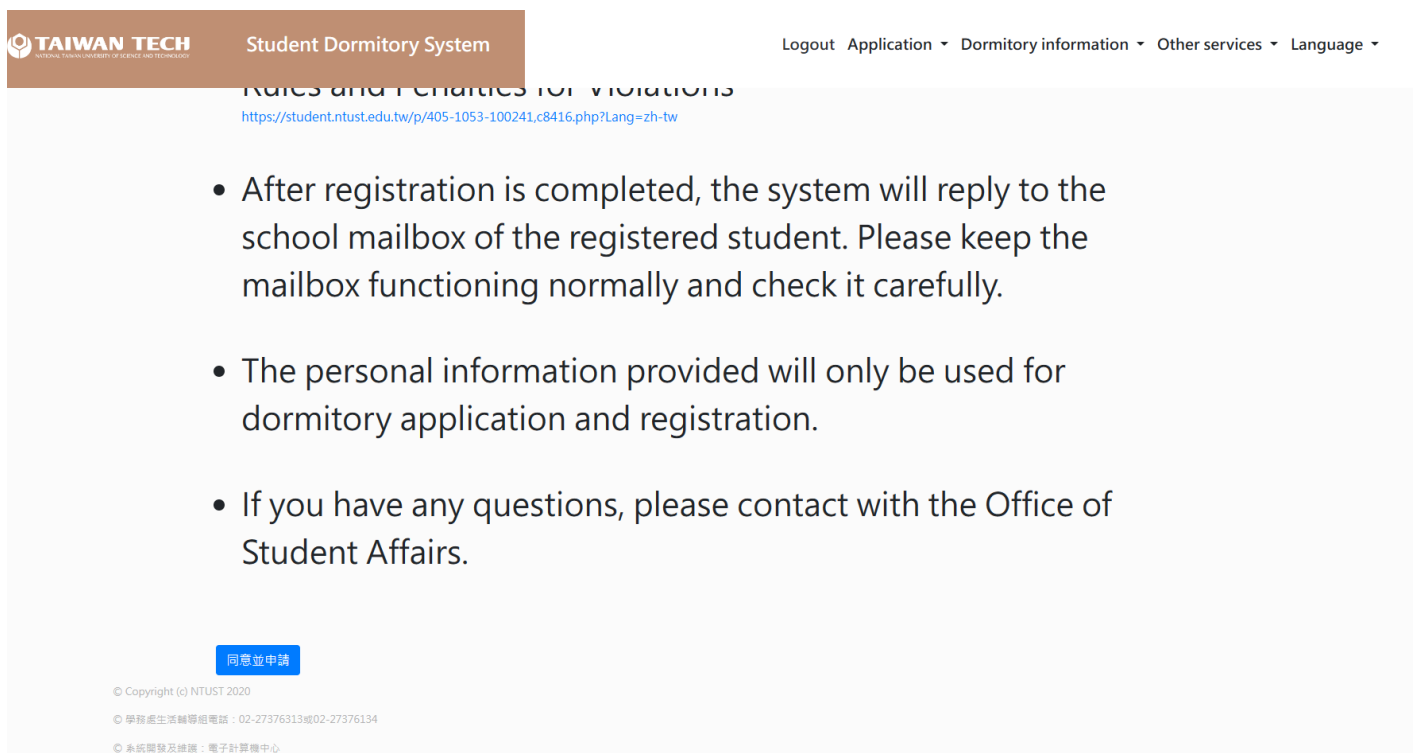 TAIWAN TECH
NATIONAL TAIWAN UNIVERSITY OF SCIENCE AND TECHNOLOGY
Student Dormitory System
Logout Application Dormitory information Other services Language
Rules and Penalties for Violations
https://student.ntust.edu.tw/p/405-1053-100241,c8416.php?Lang=zh-tw
• After registration is completed, the system will reply to the
school mailbox of the registered student. Please keep the
mailbox functioning normally and check it carefully.
• The personal information provided will only be used for
dormitory application and registration.
• If you have any questions, please contact with the Office of
Student Affairs.
同意並申請
© Copyright (c) NTUST 2020
© 學務處生活輔導組電話：02-27376313或02-27376134
© 系統開發及維護：電子計算機中心